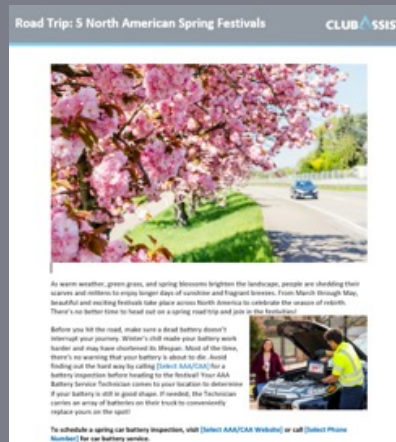 Road Trip: 5 North American Spring Festivals
CLUB ASSIST
As warm weather, green grass, and spring blossoms brighten the landscape, people are shedding their
scarves and mittens to enjoy longer days of sunshine and fragrant breezes. From March through May,
beautiful and exciting festivals take place across North America to celebrate the season of rebirth.
There's no better time to head out on a spring road trip and join in the festivities!
Before you hit the road, make sure a dead battery doesn't
interrupt your journey. Winter's chill made your battery work
harder and may have shortened its lifespan. Most of the time,
there's no warning that your battery is about to die. Avoid
finding out the hard way by calling [Select AAA/CAA] for a
battery inspection before heading to the festival! Your AAA
Battery Service Technician comes to your location to determine
if your battery is still in good shape. If needed, the Technician
carries an array of batteries on their truck to conveniently
replace yours on the spot!
To schedule a spring car battery inspection, visit [Select AAA/CAA Website] or call [Select Phone
Number] for car battery service.